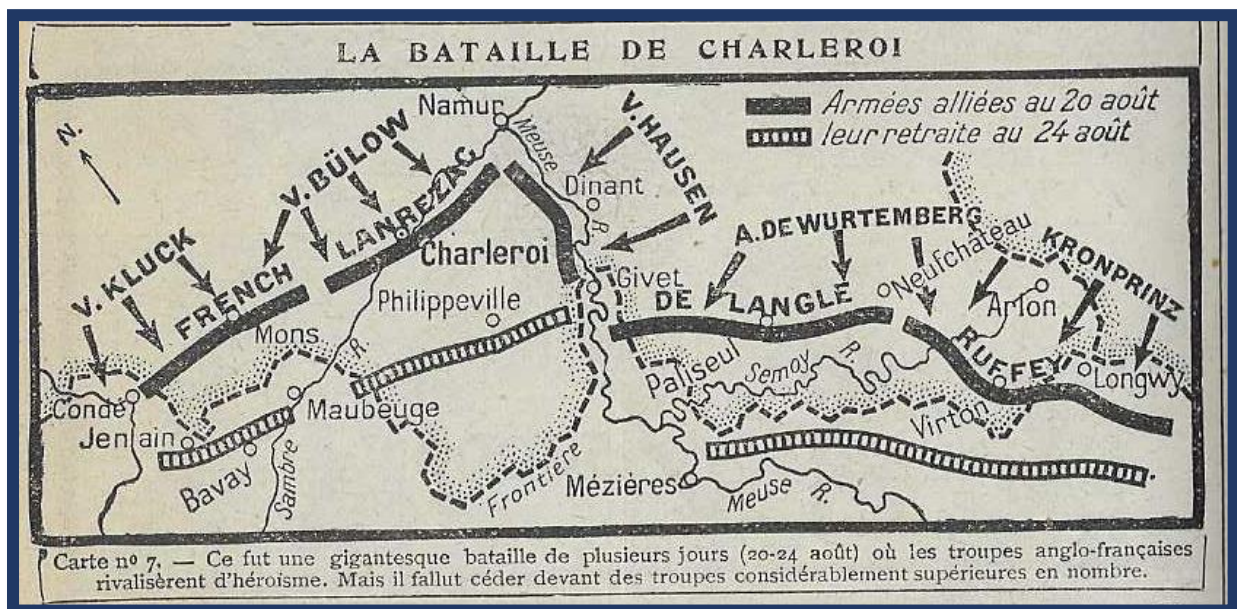 LA BATAILLE DE CHARLEROI
Armées alliées au 20 août
leur retraite au 24 août
N.
Namur
Meuse
V. HAUSEN
V. BÜLOW
LANREZAC
Dinant
R.
A. DE WURTEMBERG
V. KLUCK
FRENCH
Charleroi
Givet
Neufchâteau
KRONPRINZ
Philippeville
DE LANGLE
Arlon
Mons
R.
Paliseul
Semoy R.
RUFFEY
Longwy
Condé
Maubeuge
Virton
Jenlain
Bavay
Sambre
Frontière
Mézières
Meuse R.
Carte nº 7. — Ce fut une gigantesque bataille de plusieurs jours (20-24 août) où les troupes anglo-françaises
rivalisèrent d'héroisme. Mais il fallut céder devant des troupes considérablement supérieures en nombre.